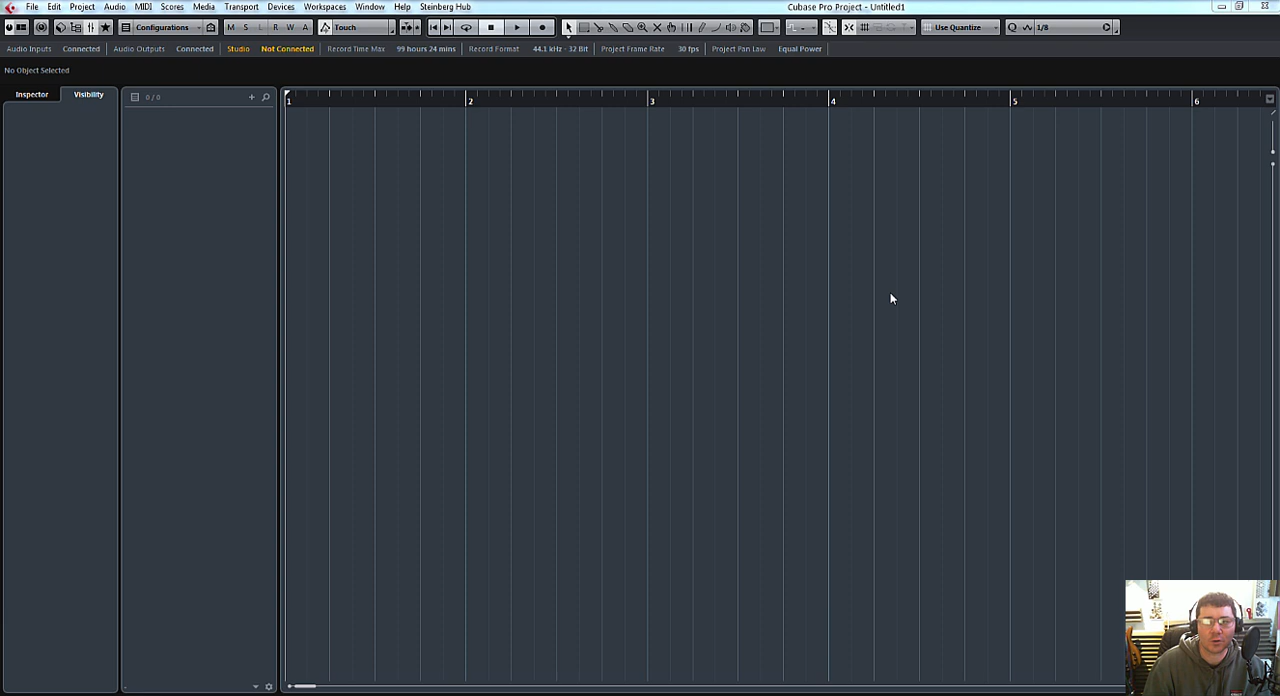 File Edit Project Audio MIDI Scores Media Transport Devices Workspaces Window Help Steinberg Hub Cubase Pro Project - Untitled1
Configurations M S L R W A Touch Use Quantize Q 1/8
Audio Inputs Connected Audio Outputs Connected Studio Not Connected Record Time Max 99 hours 24 mins Record Format 44.1 kHz - 32 Bit Project Frame Rate 30 fps Project Pan Law Equal Power
No Object Selected
Inspector Visibility 0 / 0
1 2 3 4 5 6